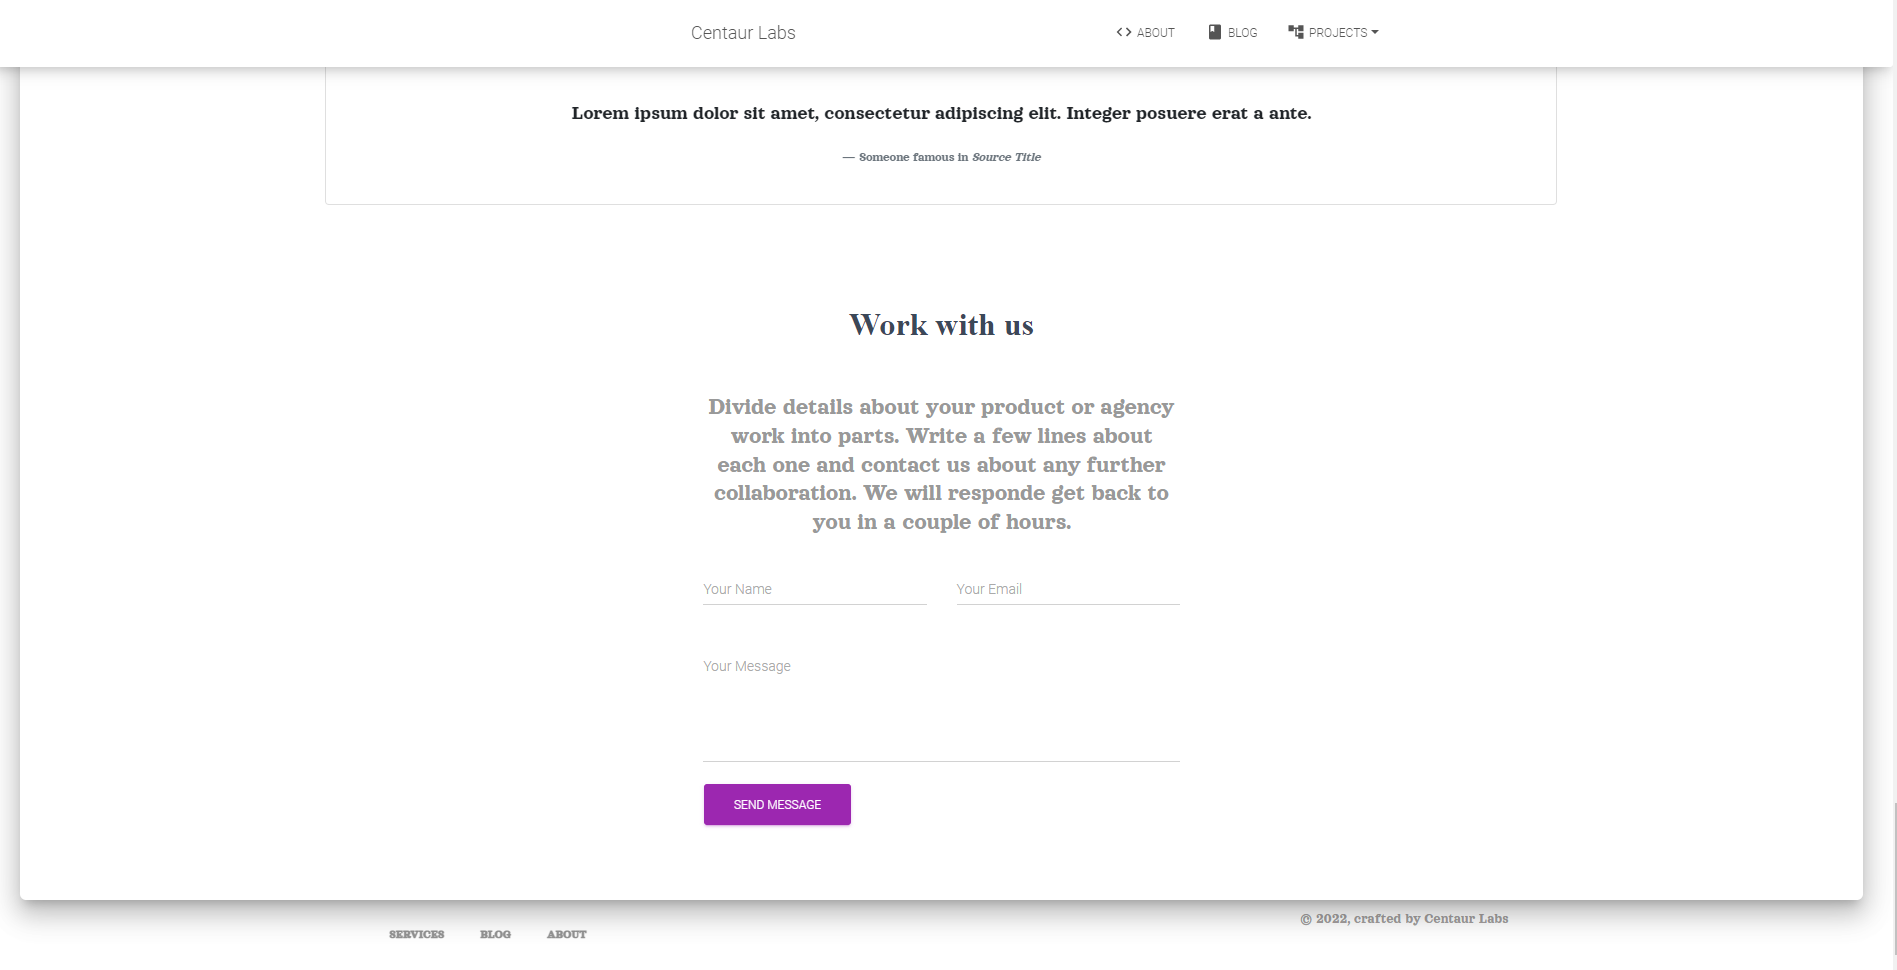 Centaur Labs
ABOUT
BLOG
PROJECTS
Lorem ipsum dolor sit amet, consectetur adipiscing elit. Integer posuere erat a ante.
— Someone famous in Source Title
Work with us
Divide details about your product or agency
work into parts. Write a few lines about
each one and contact us about any further
collaboration. We will responde get back to
you in a couple of hours.
Your Name
Your Email
Your Message
SEND MESSAGE
© 2022, crafted by Centaur Labs
SERVICES
BLOG
ABOUT